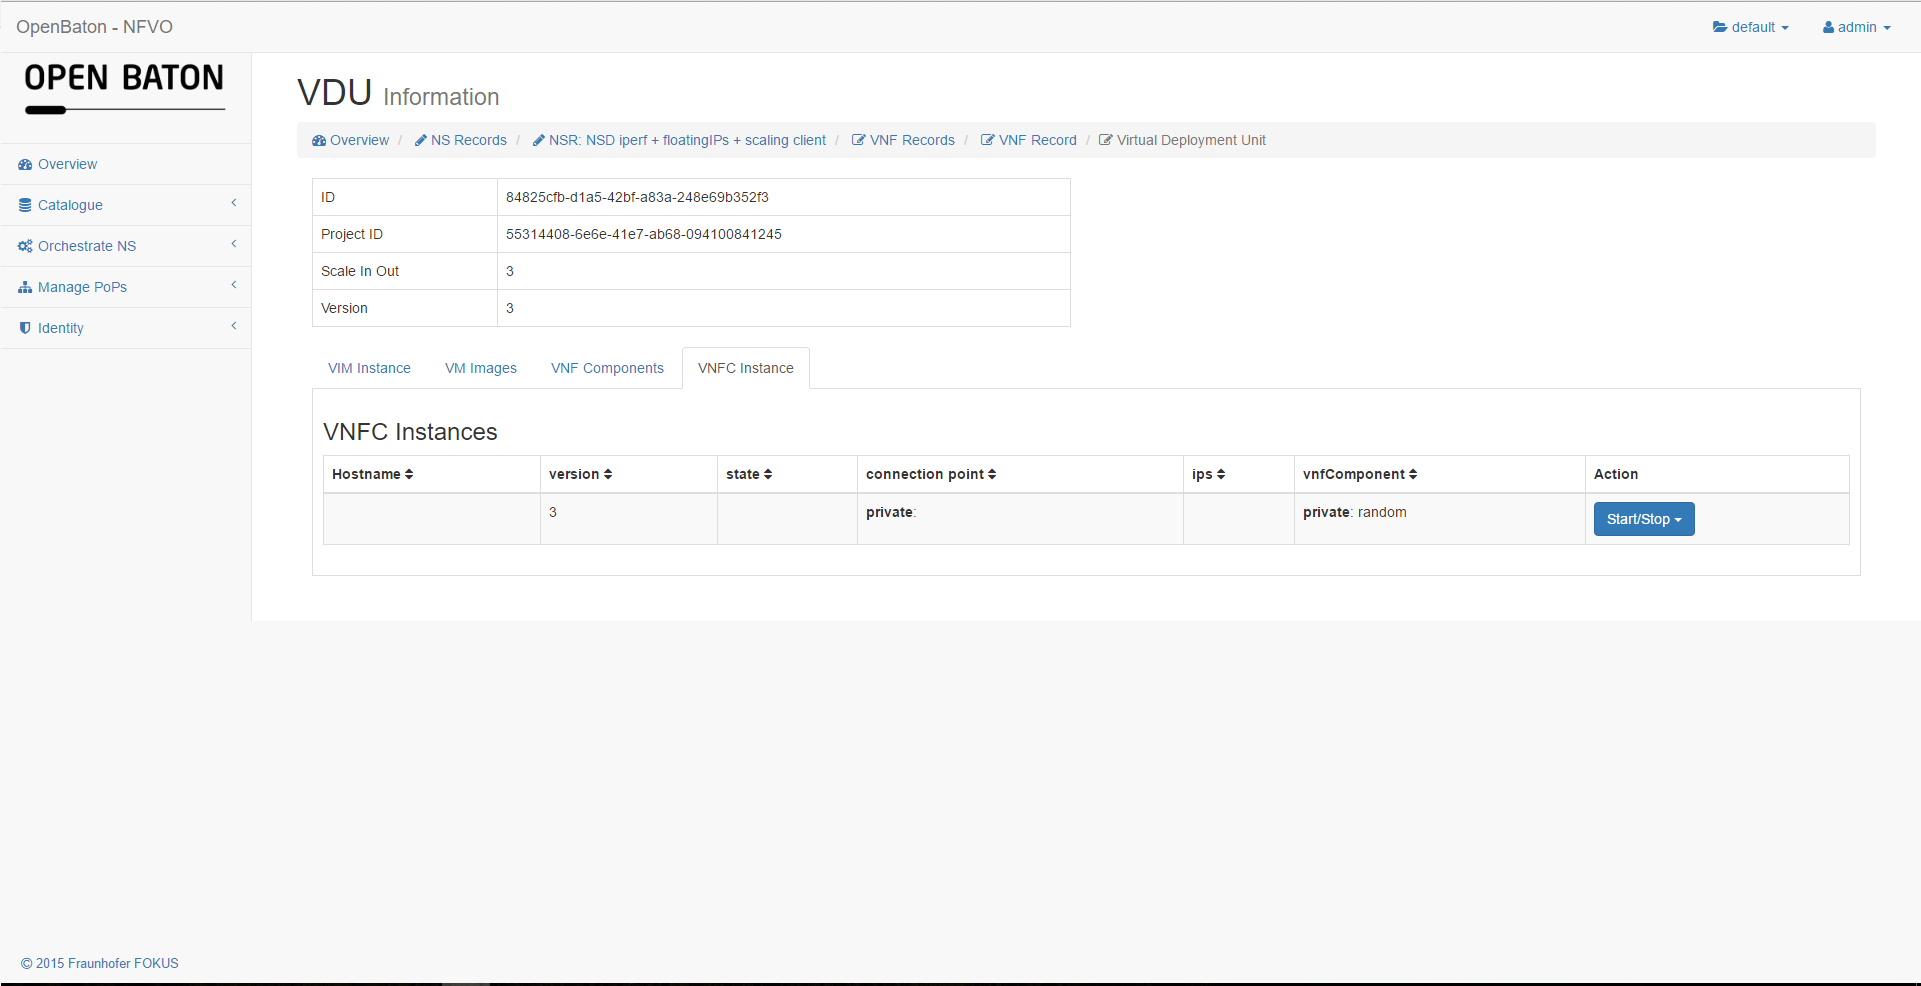 OpenBaton - NFVO
default
admin
OPEN BATON
Overview
Catalogue
Orchestrate NS
Manage PoPs
Identity
VDU Information
Overview / NS Records / NSR: NSD iperf + floatingIPs + scaling client / VNF Records / VNF Record / Virtual Deployment Unit
ID 84825cfb-d1a5-42bf-a83a-248e69b352f3
Project ID 55314408-6e6e-41e7-ab68-094100841245
Scale In Out 3
Version 3
VIM Instance VM Images VNF Components VNFC Instance
VNFC Instances
Hostname version state connection point ips vnfComponent Action
3 private: private: random Start/Stop
© 2015 Fraunhofer FOKUS